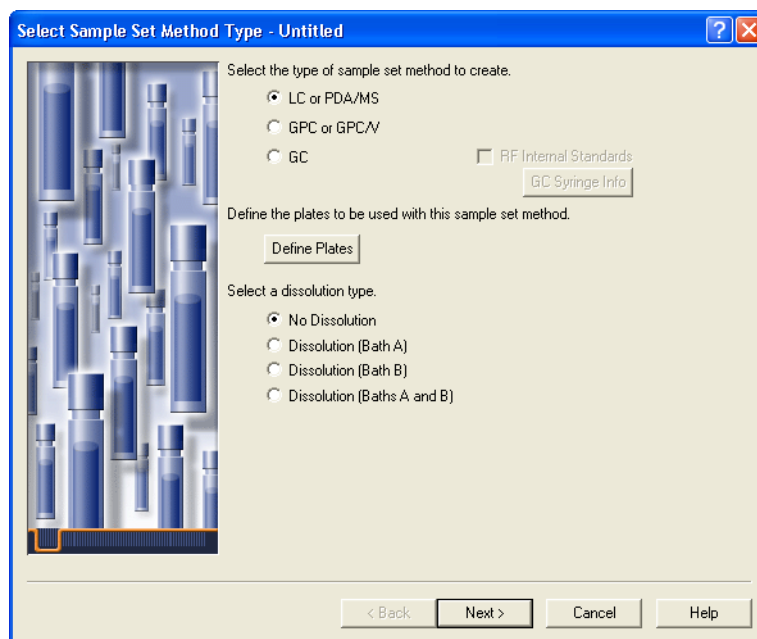 Select Sample Set Method Type - Untitled
Select the type of sample set method to create.
LC or PDA/MS
GPC or GPC/V
GC
RF Internal Standards
GC Syringe Info
Define the plates to be used with this sample set method.
Define Plates
Select a dissolution type.
No Dissolution
Dissolution (Bath A)
Dissolution (Bath B)
Dissolution (Baths A and B)
< Back
Next >
Cancel
Help